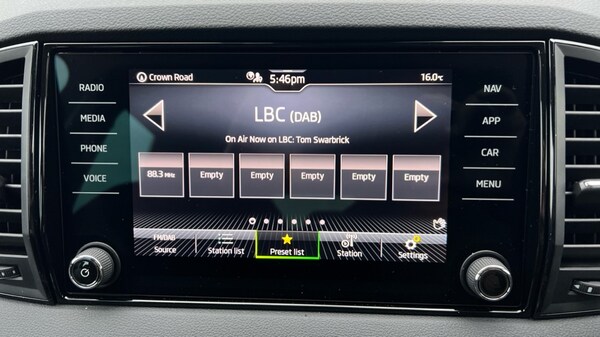 RADIO
MEDIA
PHONE
VOICE
Crown Road
5:46pm
16.0°C
LBC (DAB)
On Air Now on LBC: Tom Swarbrick
88.3 MHz
Empty
Empty
Empty
Empty
Empty
FM/DAB
Source
Station list
Preset list
Station
Settings
NAV
APP
CAR
MENU